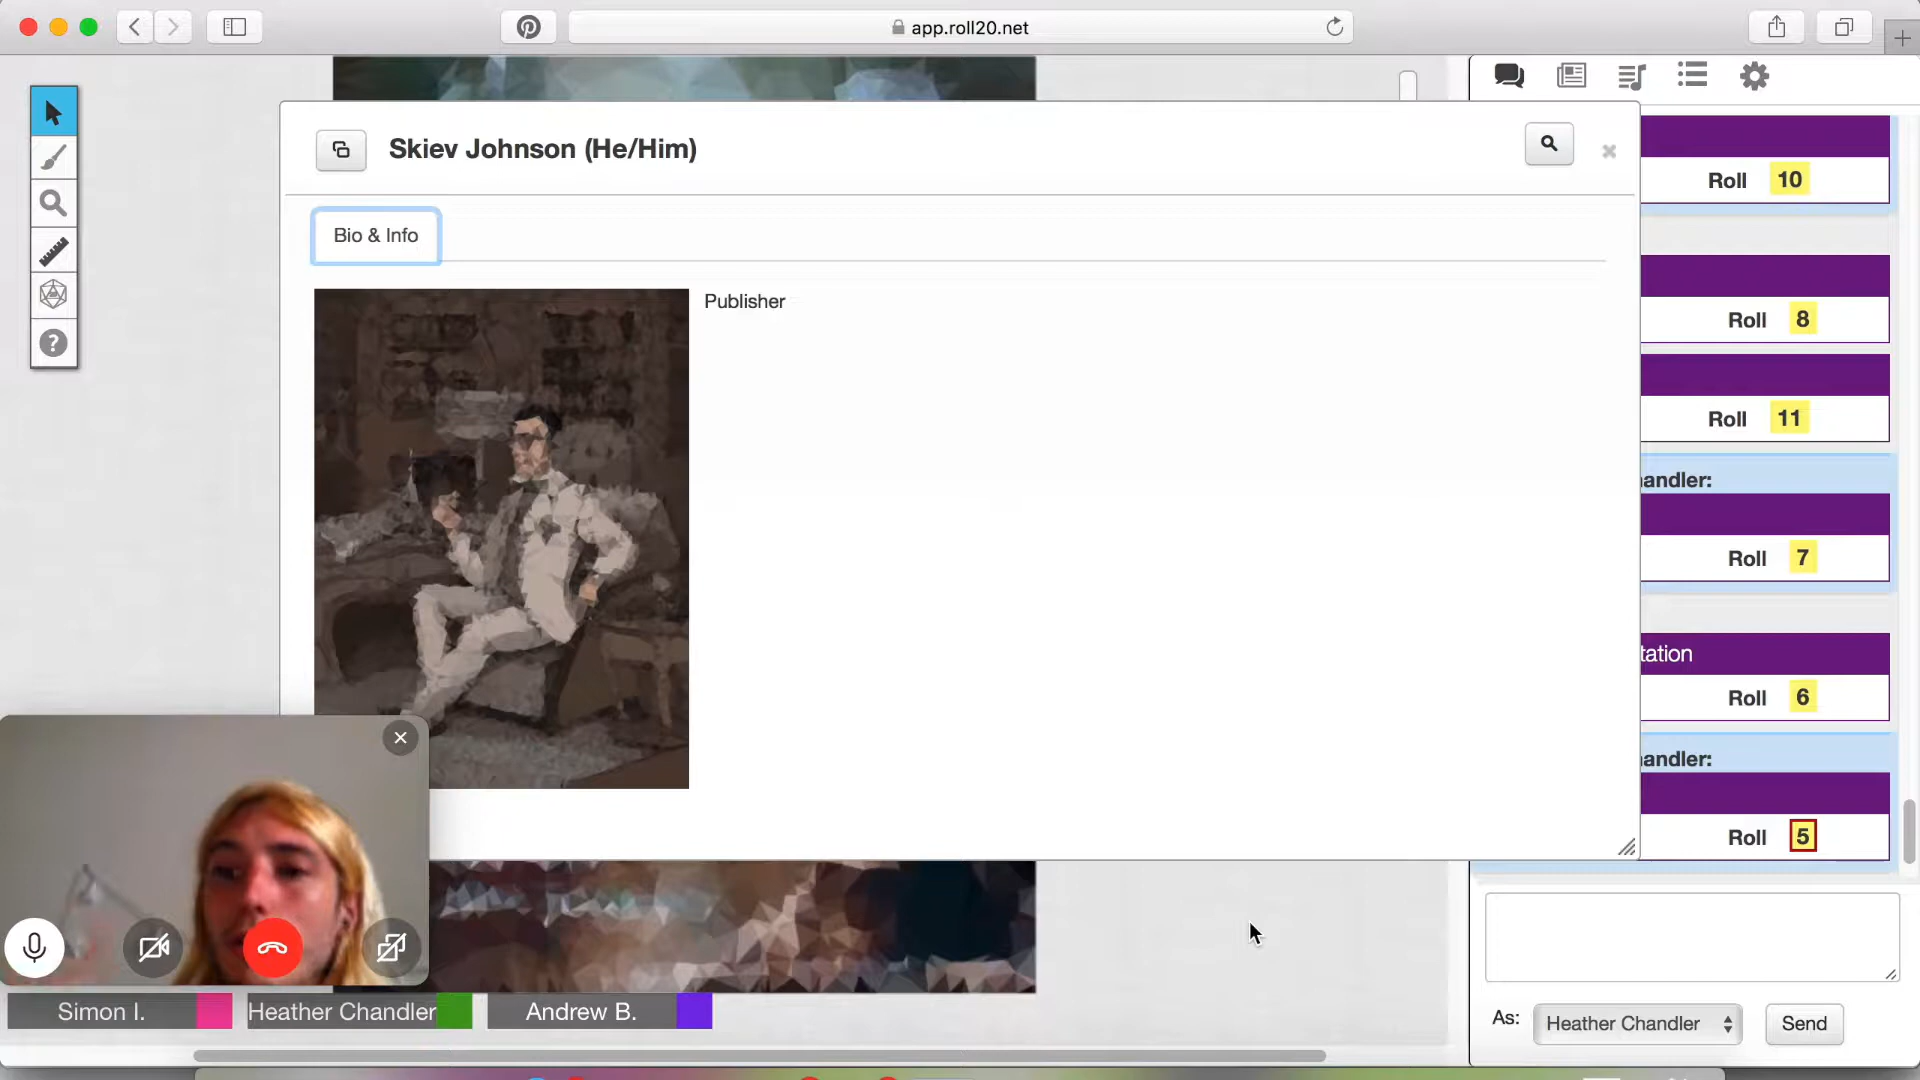 app.roll20.net
Skiev Johnson (He/Him)
Bio & Info
Publisher
Roll 10
Roll 8
Roll 11
andler:
Roll 7
tation
Roll 6
andler:
Roll 5
Simon I.
Heather Chandler
Andrew B.
As:
Heather Chandler
Send